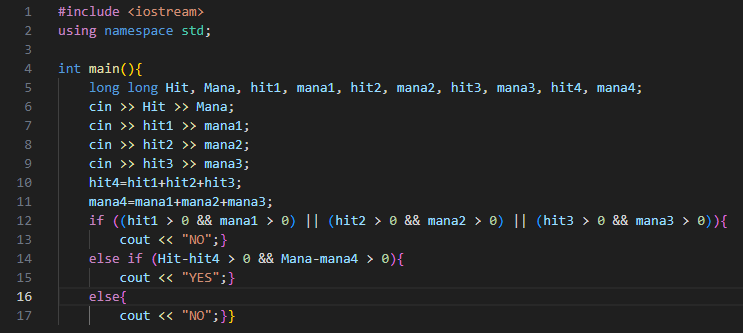 1 #include <iostream>
2 using namespace std;
3
4 int main(){
5 long long Hit, Mana, hit1, mana1, hit2, mana2, hit3, mana3, hit4, mana4;
6 cin >> Hit >> Mana;
7 cin >> hit1 >> mana1;
8 cin >> hit2 >> mana2;
9 cin >> hit3 >> mana3;
10 hit4=hit1+hit2+hit3;
11 mana4=mana1+mana2+mana3;
12 if ((hit1 > 0 && mana1 > 0) || (hit2 > 0 && mana2 > 0) || (hit3 > 0 && mana3 > 0)){
13 cout << "NO";}
14 else if (Hit-hit4 > 0 && Mana-mana4 > 0){
15 cout << "YES";}
16 else{
17 cout << "NO";}}